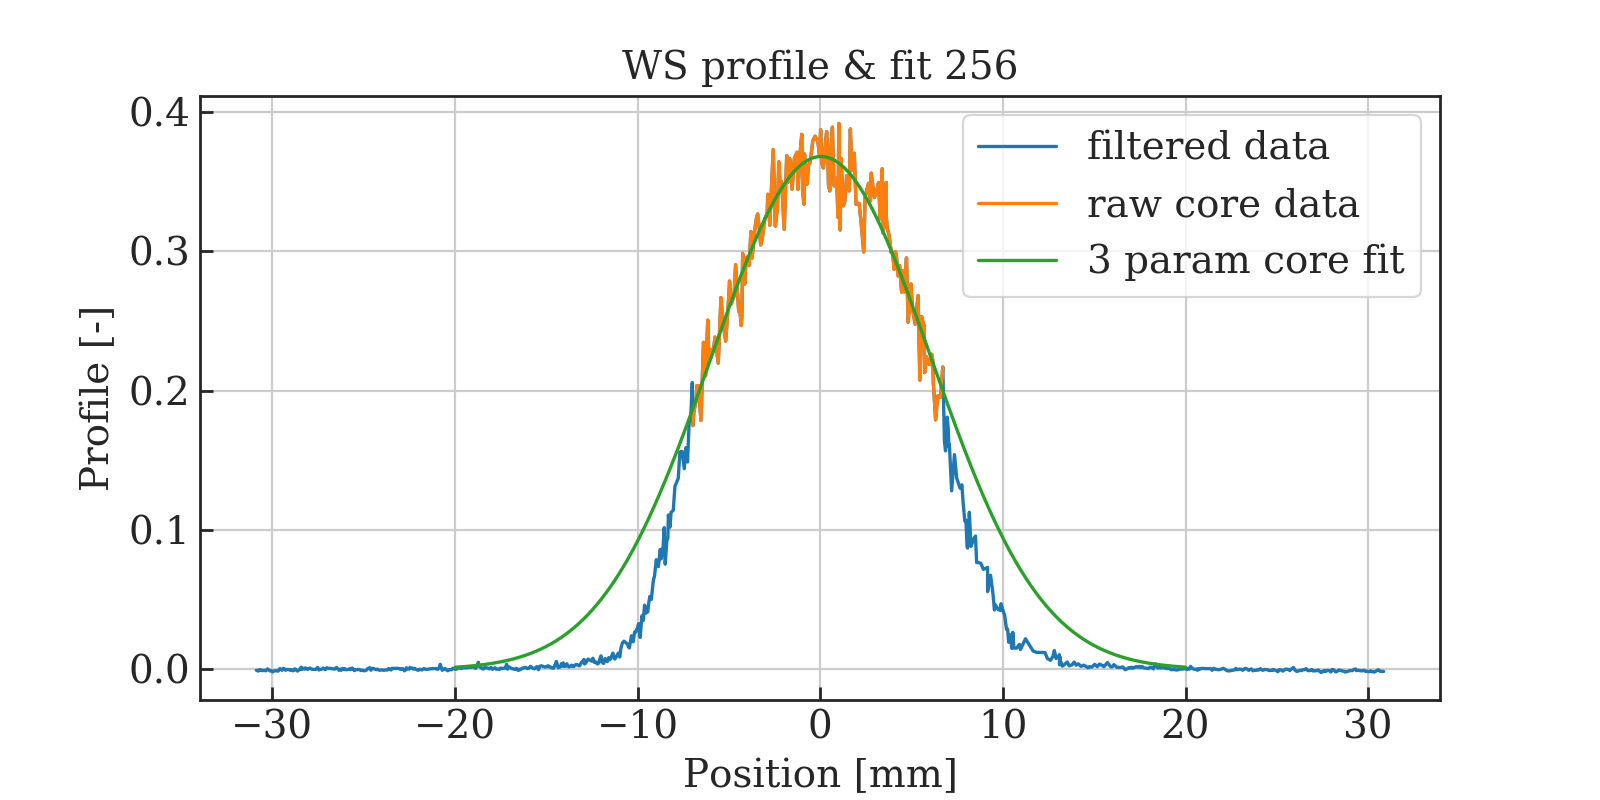 WS profile & fit 256
0.4
0.3
0.2
0.1
0.0
Profile [-]
filtered data
raw core data
3 param core fit
−30 −20 −10 0 10 20 30
Position [mm]